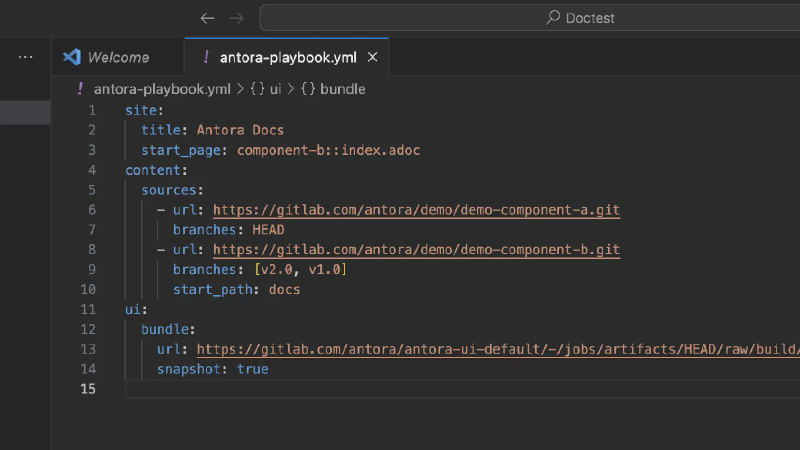 Doctest
Welcome
! antora-playbook.yml
! antora-playbook.yml > {} ui > {} bundle
1 site:
2 title: Antora Docs
3 start_page: component-b::index.adoc
4 content:
5 sources:
6 - url: https://gitlab.com/antora/demo/demo-component-a.git
7 branches: HEAD
8 - url: https://gitlab.com/antora/demo/demo-component-b.git
9 branches: [v2.0, v1.0]
10 start_path: docs
11 ui:
12 bundle:
13 url: https://gitlab.com/antora/antora-ui-default/-/jobs/artifacts/HEAD/raw/build/
14 snapshot: true
15